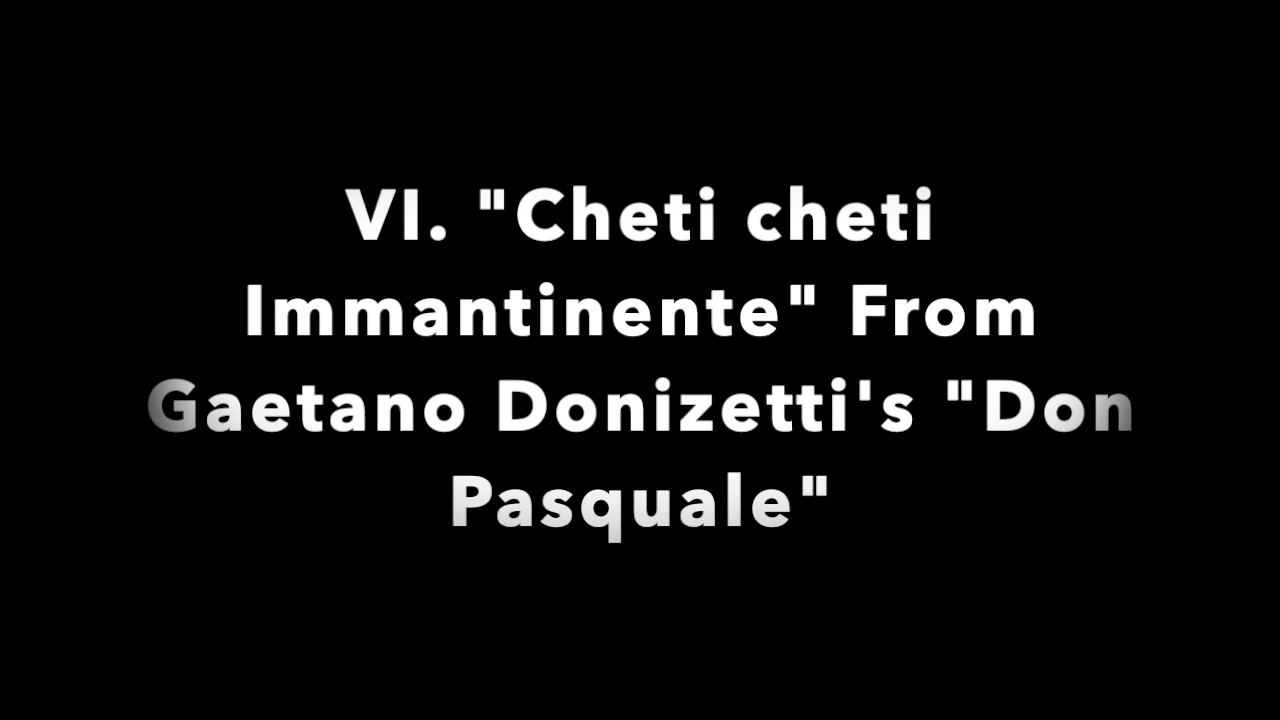 VI. "Cheti cheti
Immantinente" From
Gaetano Donizetti's "Don
Pasquale"